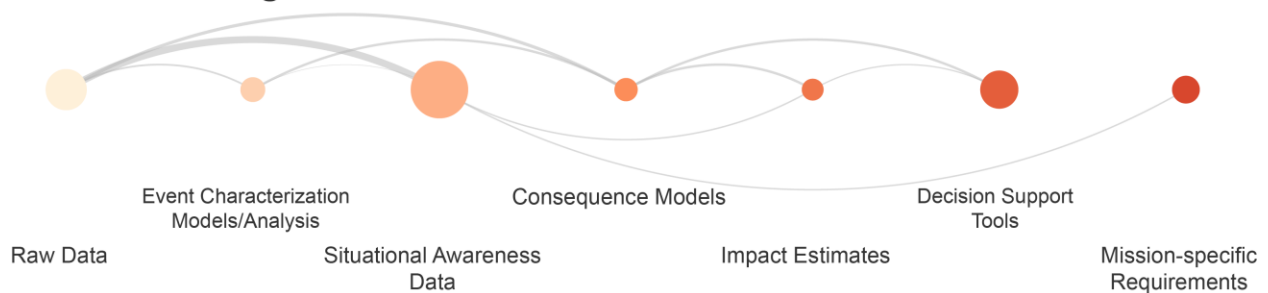 Event Characterization
Models/Analysis
Consequence Models
Decision Support
Tools
Raw Data
Situational Awareness
Data
Impact Estimates
Mission-specific
Requirements